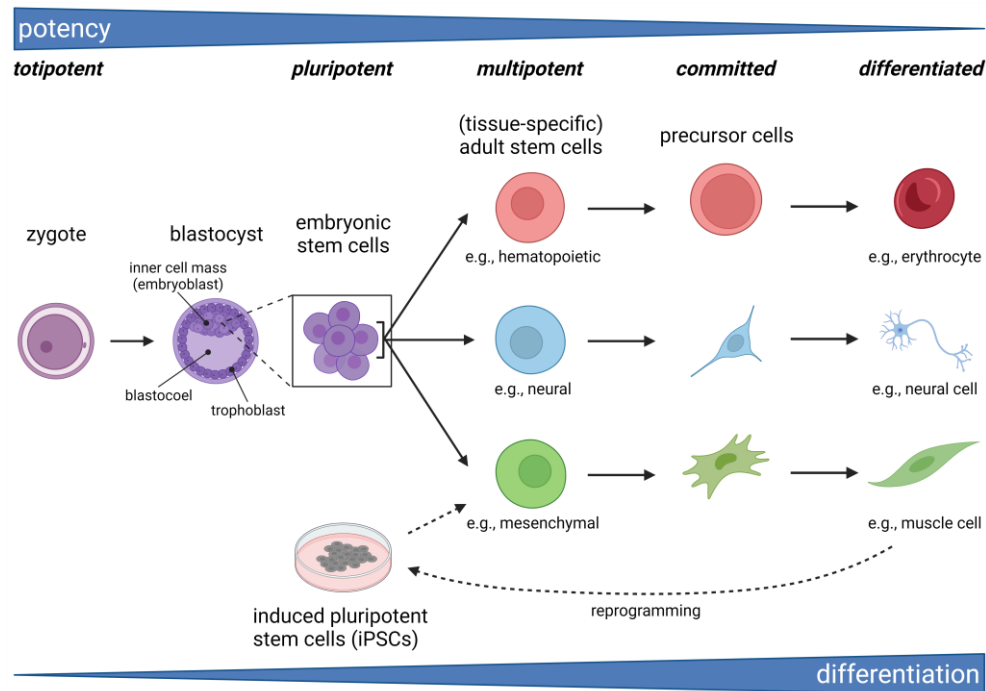 potency
totipotent
pluripotent
multipotent
committed
differentiated
(tissue-specific)
adult stem cells
precursor cells
zygote
blastocyst
embryonic
stem cells
inner cell mass
(embryoblast)
blastocoel
trophoblast
e.g., hematopoietic
e.g., erythrocyte
e.g., neural
e.g., neural cell
e.g., mesenchymal
e.g., muscle cell
induced pluripotent
stem cells (iPSCs)
reprogramming
differentiation